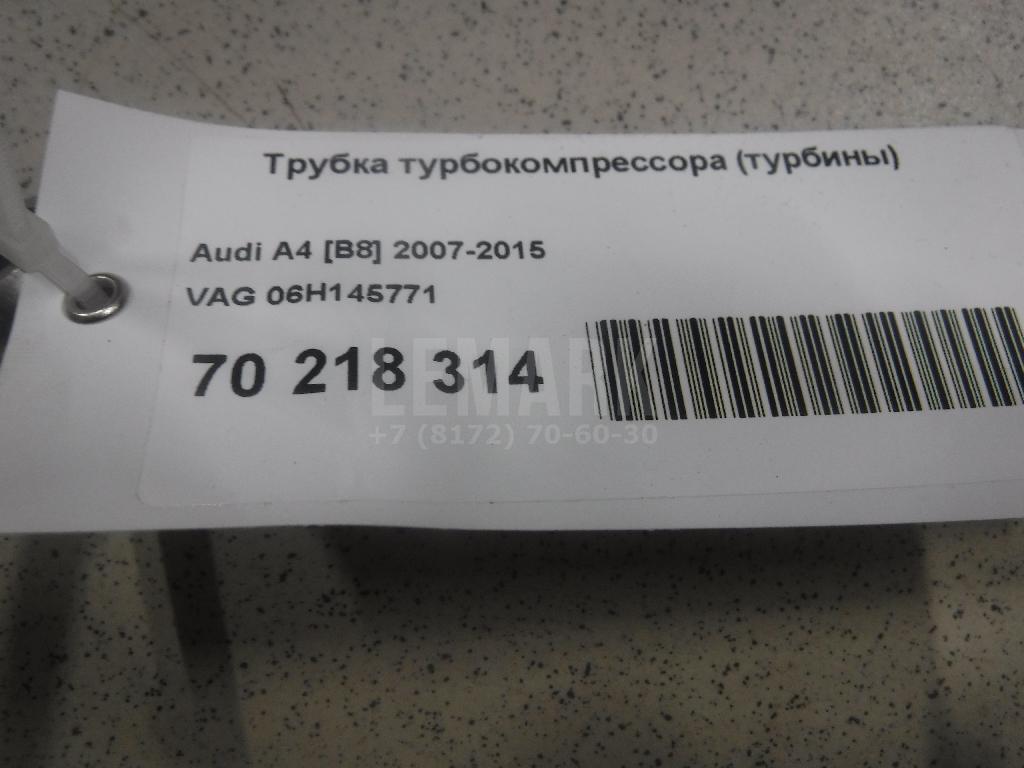 Трубка турбокомпрессора (турбины)
Audi A4 [B8] 2007-2015
VAG 06H145771
70 218 314
LEMARK
+7 (8172) 70-60-30